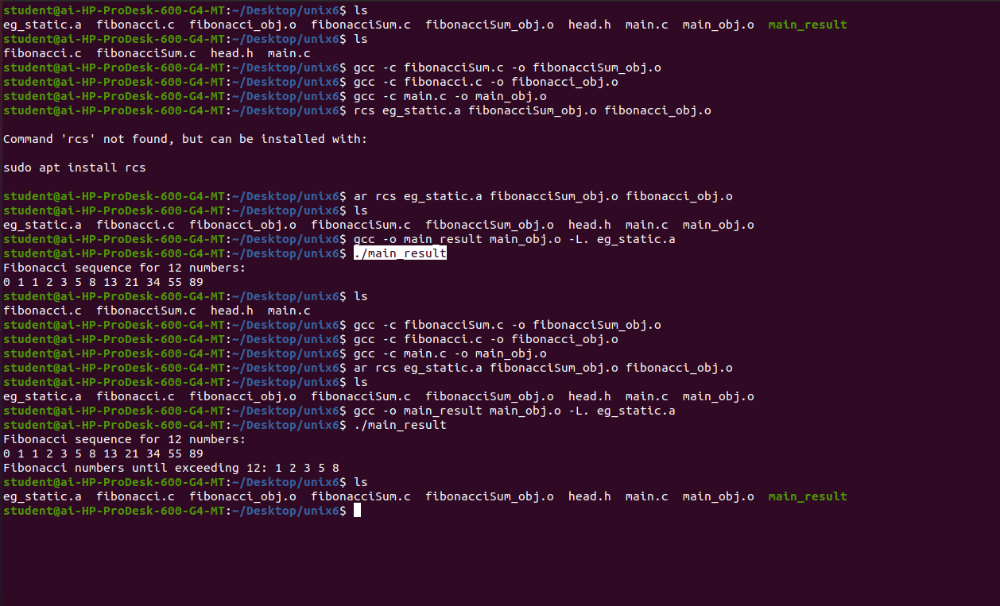 student@ai-HP-ProDesk-600-G4-MT:~/Desktop/unix6$ ls
eg_static.a  fibonacci.c  fibonacci_obj.o  fibonacciSum.c  fibonacciSum_obj.o  head.h  main.c  main_obj.o  main_result
student@ai-HP-ProDesk-600-G4-MT:~/Desktop/unix6$ ls
fibonacci.c  fibonacciSum.c  head.h  main.c
student@ai-HP-ProDesk-600-G4-MT:~/Desktop/unix6$ gcc -c fibonacciSum.c -o fibonacciSum_obj.o
student@ai-HP-ProDesk-600-G4-MT:~/Desktop/unix6$ gcc -c fibonacci.c -o fibonacci_obj.o
student@ai-HP-ProDesk-600-G4-MT:~/Desktop/unix6$ gcc -c main.c -o main_obj.o
student@ai-HP-ProDesk-600-G4-MT:~/Desktop/unix6$ rcs eg_static.a fibonacciSum_obj.o fibonacci_obj.o
Command 'rcs' not found, but can be installed with:
sudo apt install rcs
student@ai-HP-ProDesk-600-G4-MT:~/Desktop/unix6$ ar rcs eg_static.a fibonacciSum_obj.o fibonacci_obj.o
student@ai-HP-ProDesk-600-G4-MT:~/Desktop/unix6$ ls
eg_static.a  fibonacci.c  fibonacci_obj.o  fibonacciSum.c  fibonacciSum_obj.o  head.h  main.c  main_obj.o
student@ai-HP-ProDesk-600-G4-MT:~/Desktop/unix6$ gcc -o main_result main_obj.o -L. eg_static.a
student@ai-HP-ProDesk-600-G4-MT:~/Desktop/unix6$ ./main_result
Fibonacci sequence for 12 numbers:
0 1 1 2 3 5 8 13 21 34 55 89
student@ai-HP-ProDesk-600-G4-MT:~/Desktop/unix6$ ls
fibonacci.c  fibonacciSum.c  head.h  main.c
student@ai-HP-ProDesk-600-G4-MT:~/Desktop/unix6$ gcc -c fibonacciSum.c -o fibonacciSum_obj.o
student@ai-HP-ProDesk-600-G4-MT:~/Desktop/unix6$ gcc -c fibonacci.c -o fibonacci_obj.o
student@ai-HP-ProDesk-600-G4-MT:~/Desktop/unix6$ gcc -c main.c -o main_obj.o
student@ai-HP-ProDesk-600-G4-MT:~/Desktop/unix6$ ar rcs eg_static.a fibonacciSum_obj.o fibonacci_obj.o
student@ai-HP-ProDesk-600-G4-MT:~/Desktop/unix6$ ls
eg_static.a  fibonacci.c  fibonacci_obj.o  fibonacciSum.c  fibonacciSum_obj.o  head.h  main.c  main_obj.o
student@ai-HP-ProDesk-600-G4-MT:~/Desktop/unix6$ gcc -o main_result main_obj.o -L. eg_static.a
student@ai-HP-ProDesk-600-G4-MT:~/Desktop/unix6$ ./main_result
Fibonacci sequence for 12 numbers:
0 1 1 2 3 5 8 13 21 34 55 89
Fibonacci numbers until exceeding 12: 1 2 3 5 8
student@ai-HP-ProDesk-600-G4-MT:~/Desktop/unix6$ ls
eg_static.a  fibonacci.c  fibonacci_obj.o  fibonacciSum.c  fibonacciSum_obj.o  head.h  main.c  main_obj.o  main_result
student@ai-HP-ProDesk-600-G4-MT:~/Desktop/unix6$